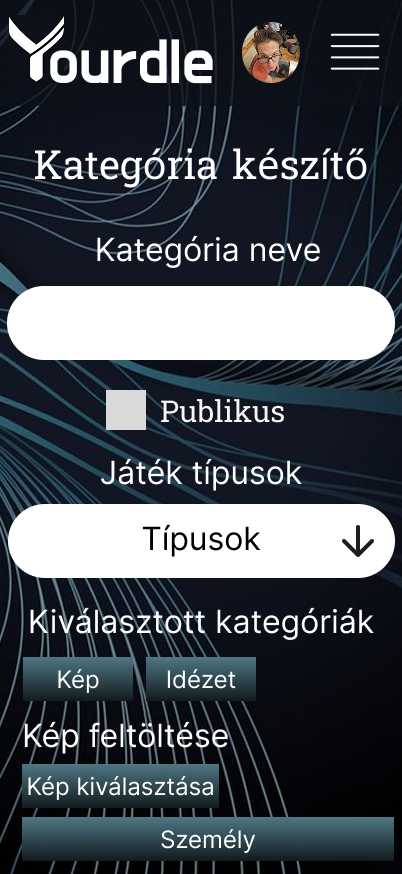 Yourdle
Kategória készítő
Kategória neve
Publikus
Játék típusok
Típusok
Kiválasztott kategóriák
Kép Idézet
Kép feltöltése
Kép kiválasztása
Személy